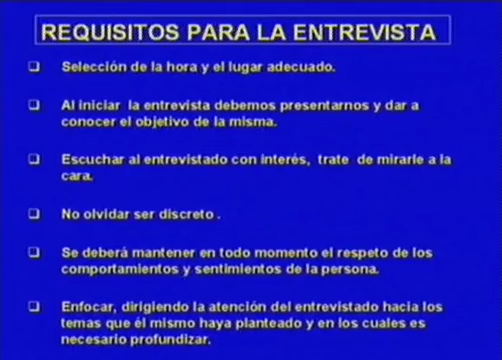 REQUISITOS PARA LA ENTREVISTA
Selección de la hora y el lugar adecuado.
Al iniciar la entrevista debemos presentarnos y dar a
conocer el objetivo de la misma.
Escuchar al entrevistado con interés, trate de mirarle a la
cara.
No olvidar ser discreto .
Se deberá mantener en todo momento el respeto de los
comportamientos y sentimientos de la persona.
Enfocar, dirigiendo la atención del entrevistado hacia los
temas que él mismo haya planteado y en los cuales es
necesario profundizar.